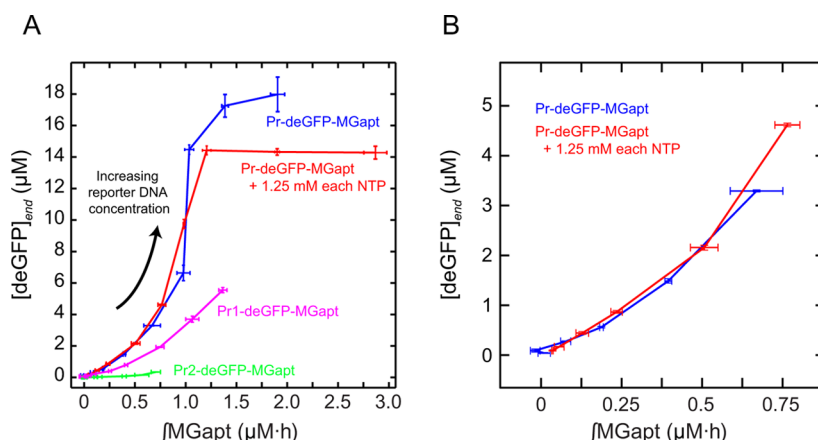 A
B
[deGFP]end (µM)
18
16
14
12
10
8
6
4
2
0
Increasing
reporter DNA
concentration
Pr-deGFP-MGapt
Pr-deGFP-MGapt
+ 1.25 mM each NTP
Pr1-deGFP-MGapt
Pr2-deGFP-MGapt
0 0.5 1.0 1.5 2.0 2.5 3.0
∫MGapt (µM·h)
[deGFP]end (µM)
5
4
3
2
1
0
Pr-deGFP-MGapt
Pr-deGFP-MGapt
+ 1.25 mM each NTP
0 0.25 0.5 0.75
∫MGapt (µM·h)